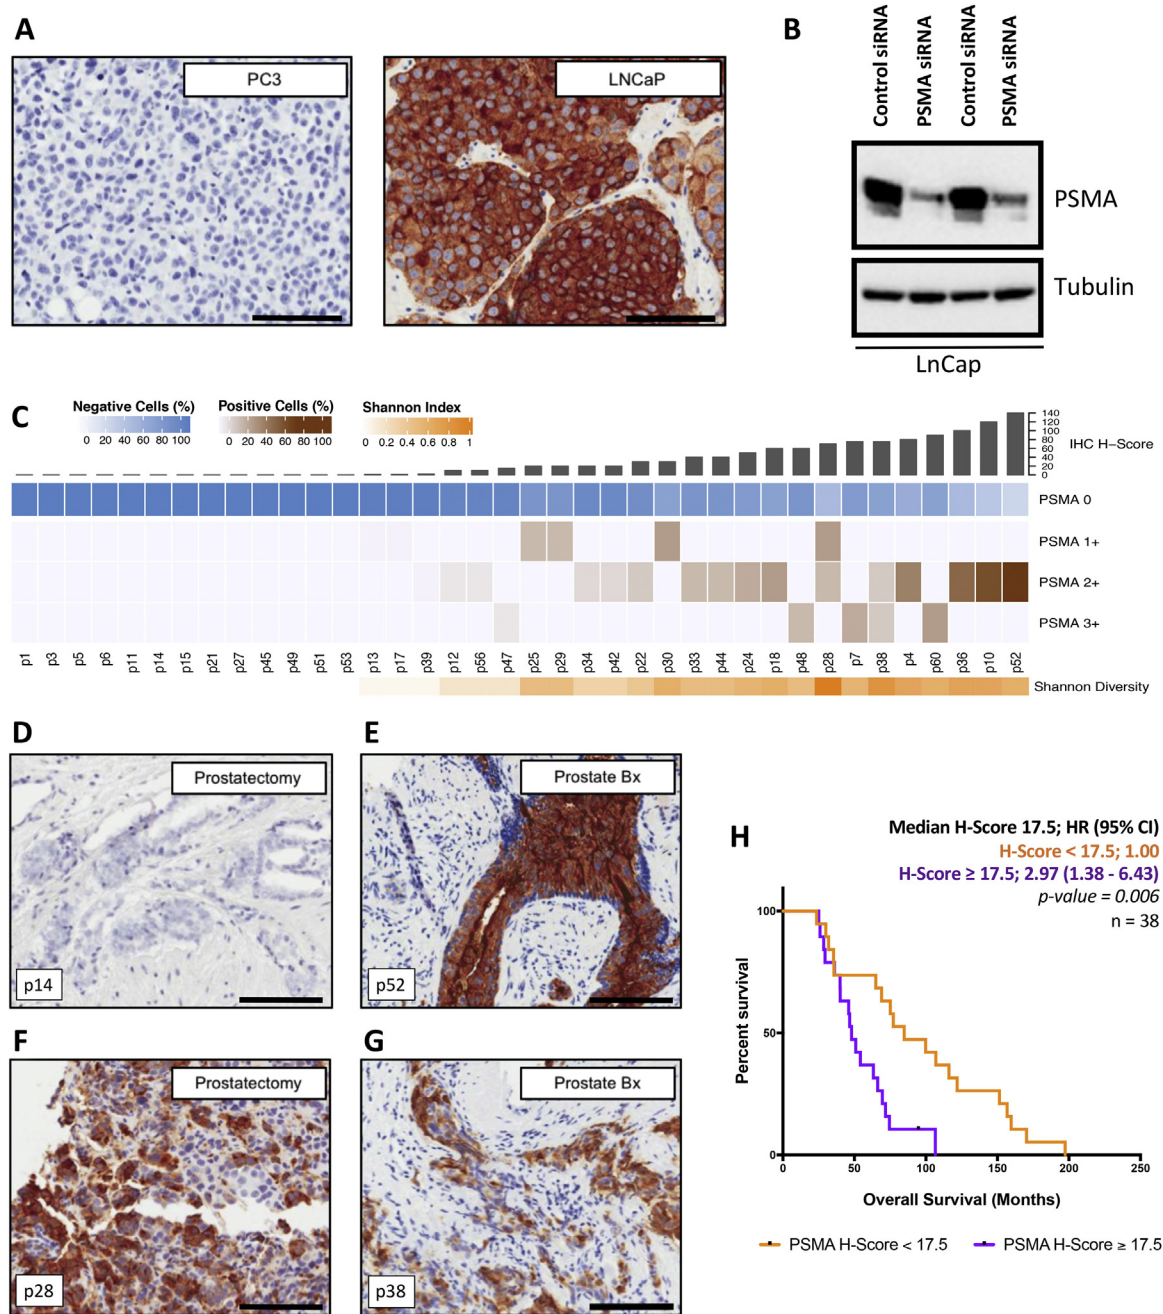 A
PC3
LNCaP
B
Control siRNA
PSMA siRNA
Control siRNA
PSMA siRNA
PSMA
Tubulin
LnCap
C
Negative Cells (%)
0 20 40 60 80 100
Positive Cells (%)
0 20 40 60 80 100
Shannon Index
0 0.2 0.4 0.6 0.8 1
140
120
100
80
60
40
20
0
IHC H-Score
PSMA 0
PSMA 1+
PSMA 2+
PSMA 3+
p1 p3 p5 p6 p11 p14 p15 p21 p27 p45 p49 p51 p53 p13 p17 p39 p12 p56 p47 p25 p29 p34 p42 p22 p30 p33 p44 p24 p18 p48 p28 p7 p38 p4 p60 p36 p10 p52
Shannon Diversity
D
Prostatectomy
p14
E
Prostate Bx
p52
F
Prostatectomy
p28
G
Prostate Bx
p38
H
Median H-Score 17.5; HR (95% CI)
H-Score < 17.5; 1.00
H-Score ≥ 17.5; 2.97 (1.38 - 6.43)
p-value = 0.006
n = 38
Percent survival
100
50
0
0 50 100 150 200 250
Overall Survival (Months)
PSMA H-Score < 17.5
PSMA H-Score ≥ 17.5